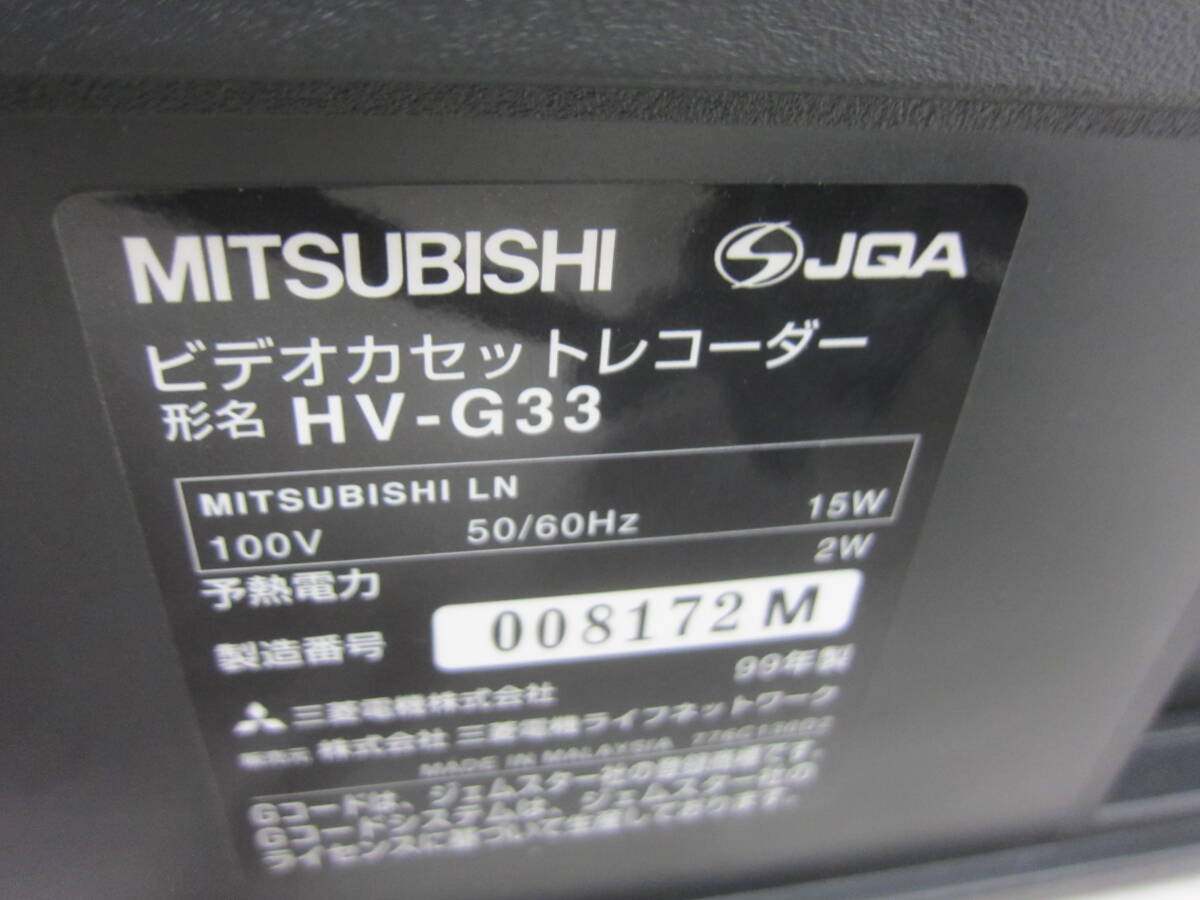 MITSUBISHI JQA
ビデオカセットレコーダー
形名 HV-G33
MITSUBISHI LN 15W
100V 50/60Hz
予熱電力 2W
製造番号 008172M
99年製
三菱電機株式会社
株式会社 三菱電機ライフネットワーク
MADE IN MALAYSIA
Gコードは、ジェムスター社の登録商標です。
Gコードシステムは、ジェムスター社の
ライセンスに基づいて生産しております。